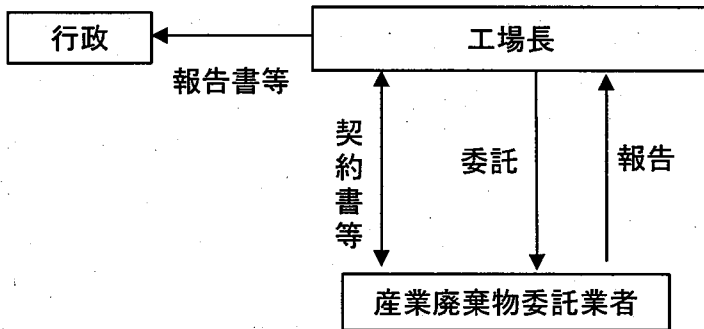 行政
工場長
報告書等
契約書等
委託
報告
産業廃棄物委託業者